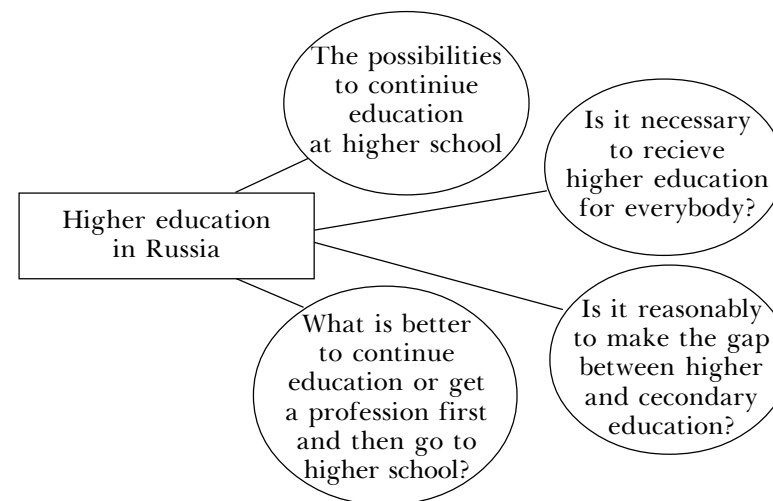 The possibilities
to continiue
education
at higher school
Is it necessary
to recieve
higher education
for everybody?
Higher education
in Russia
Is it reasonably
to make the gap
between higher
and cecondary
education?
What is better
to continue
education or get
a profession first
and then go to
higher school?